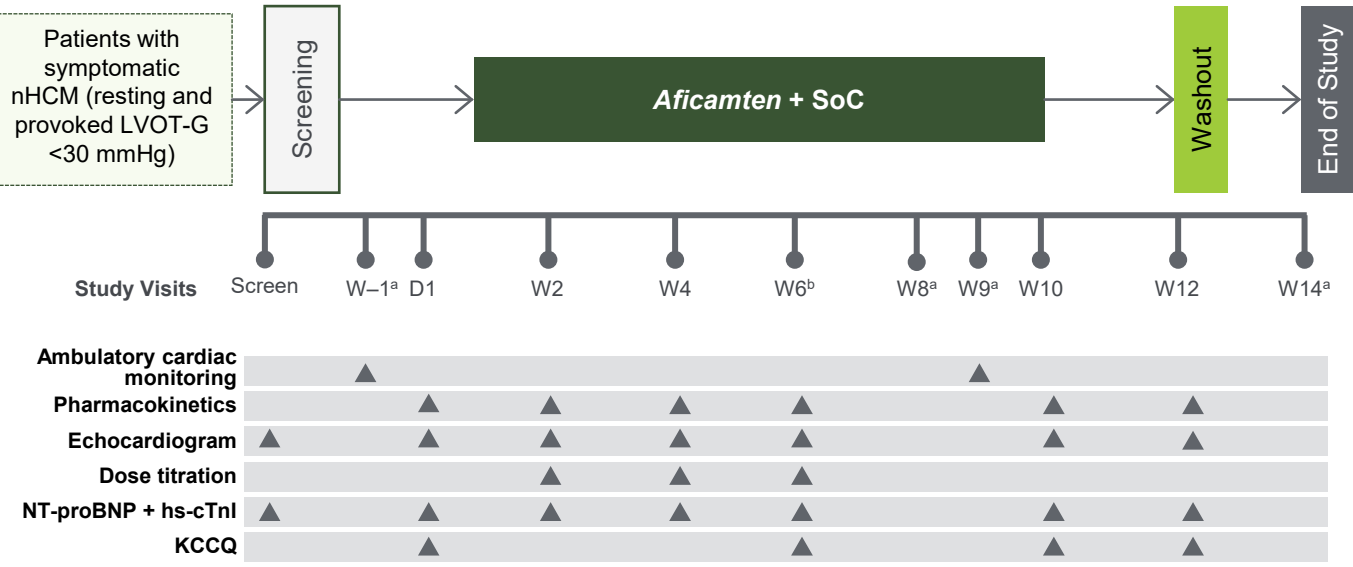 Patients with
symptomatic
nHCM (resting and
provoked LVOT-G
<30 mmHg)
Screening
Aficamten + SoC
Washout
End of Study
Study Visits
Screen
W–1ᵃ
D1
W2
W4
W6ᵇ
W8ᵃ
W9ᵃ
W10
W12
W14ᵃ
Ambulatory cardiac
monitoring
Pharmacokinetics
Echocardiogram
Dose titration
NT-proBNP + hs-cTnI
KCCQ